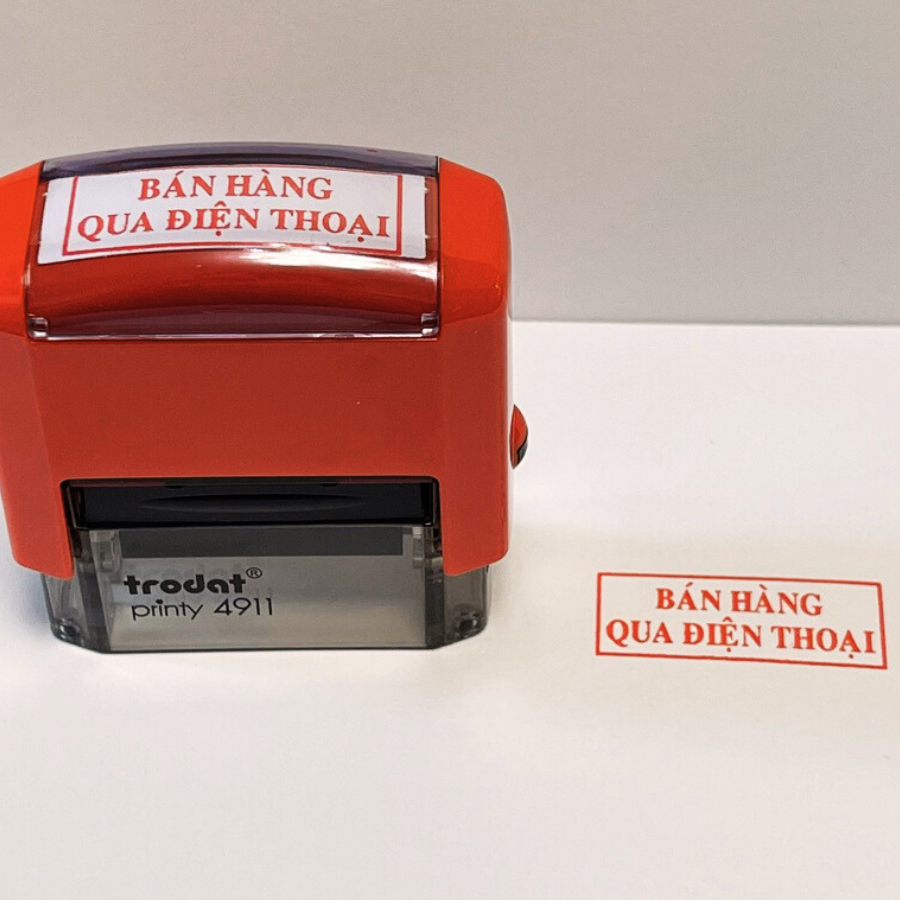 BÁN HÀNG
QUA ĐIỆN THOẠI
trodat®
printy 4911
BÁN HÀNG
QUA ĐIỆN THOẠI